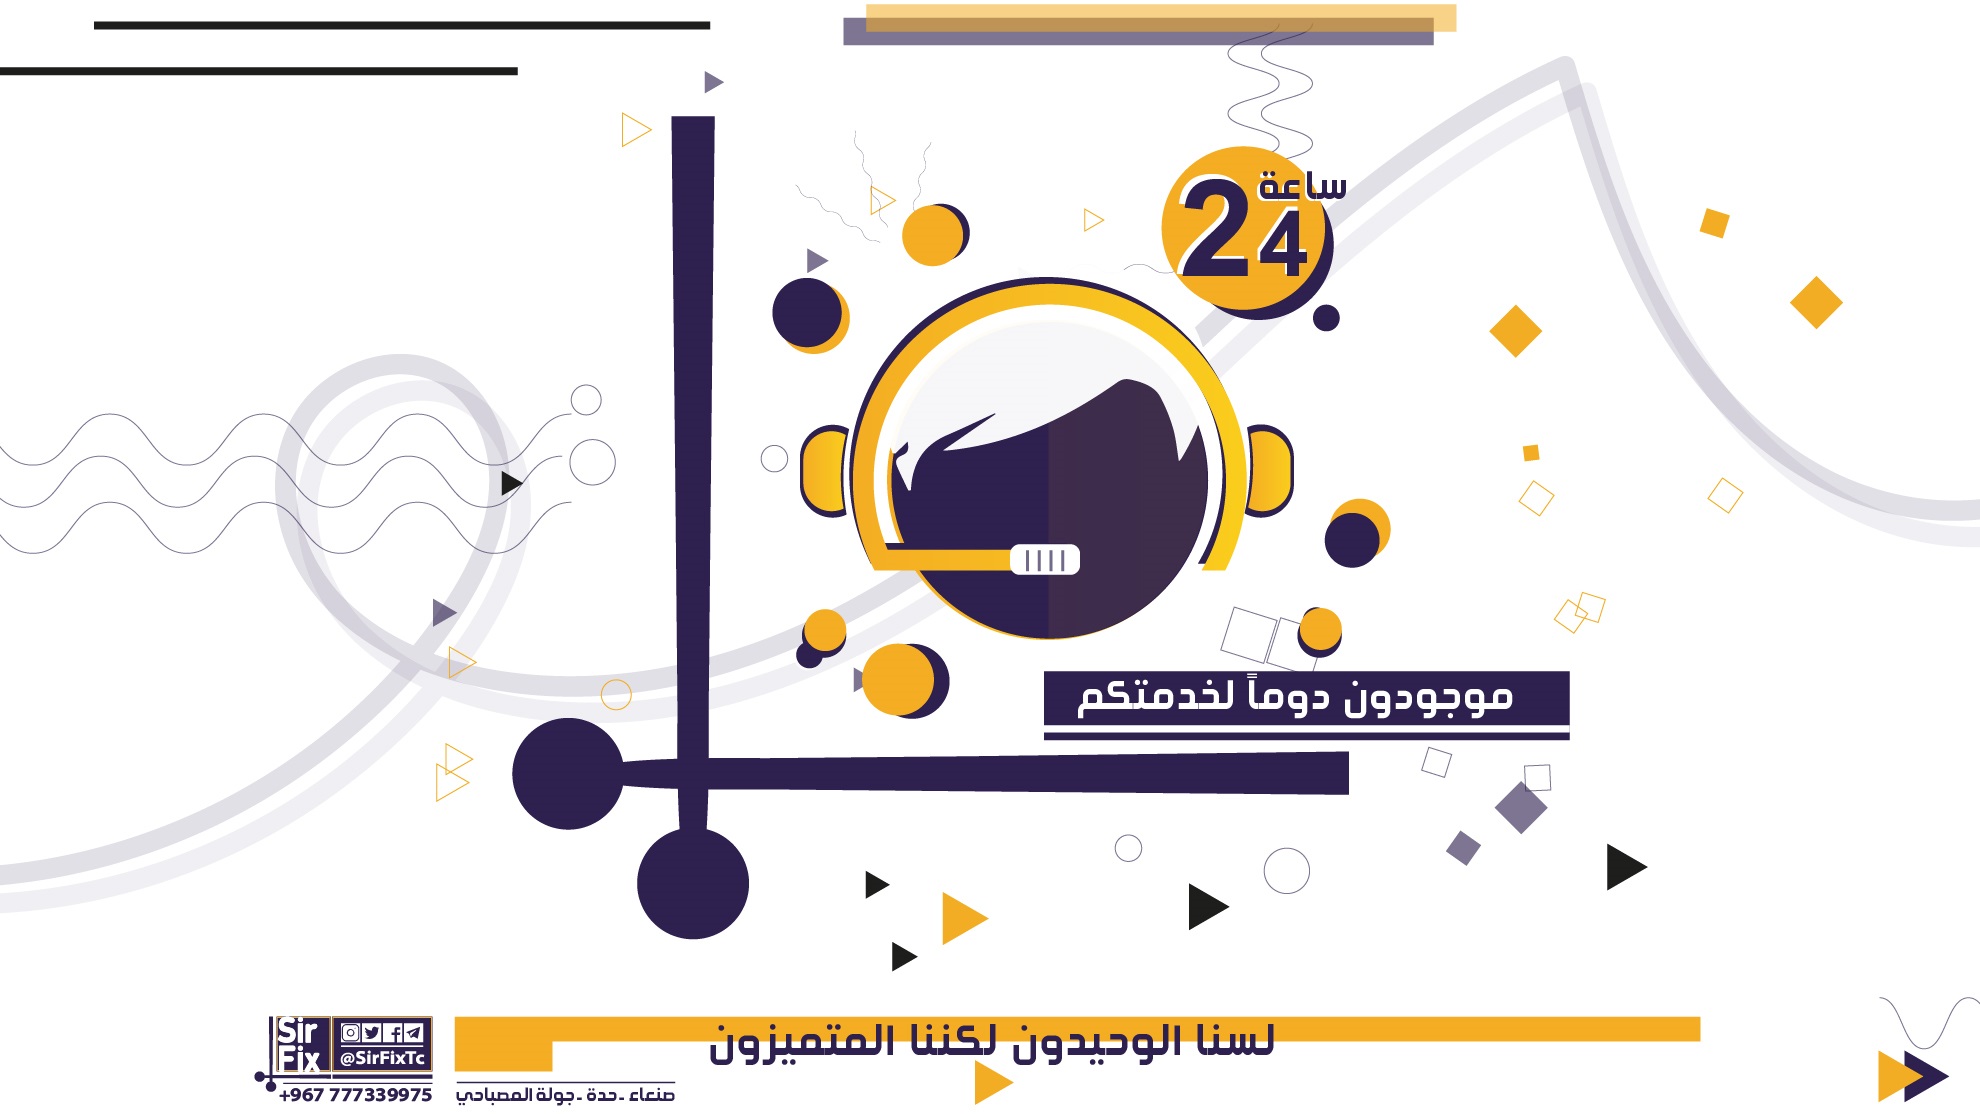 ساعة
24
موجودون دوماً لخدمتكم
لسنا الوحيدون لكننا المتميزون
Sir
Fix
@SirFixTc
+967 777339975
صنعاء - حدة - جولة المصباحي